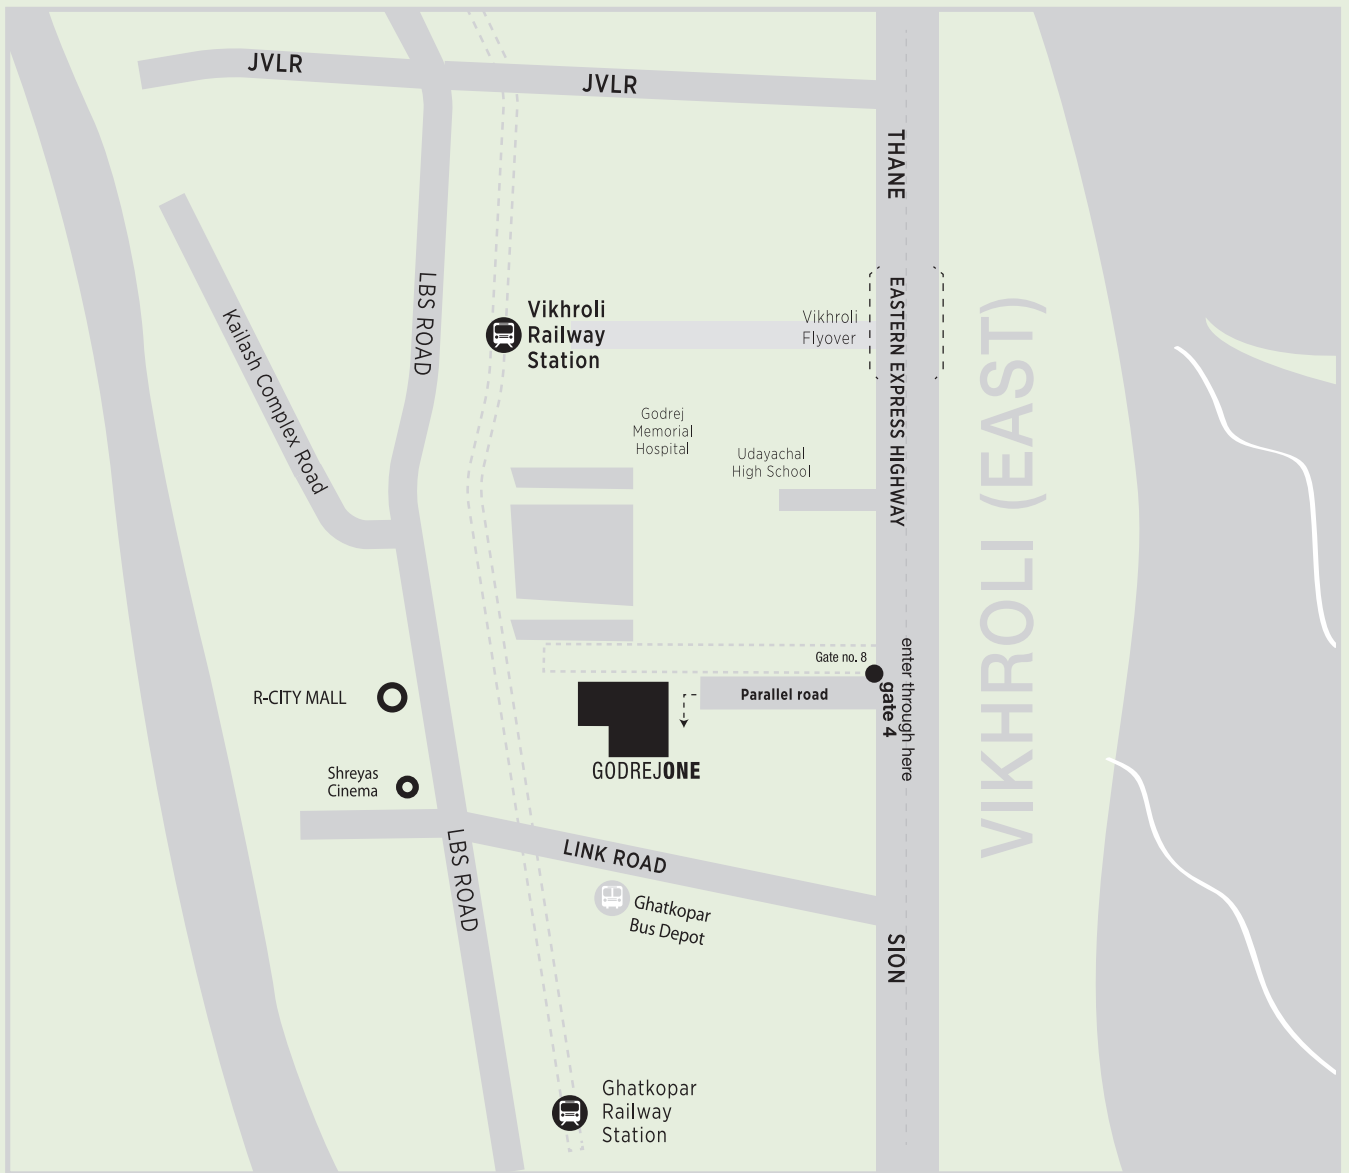 JVLR
JVLR
THANE
LBS ROAD
Kailash Complex Road
Vikhroli
Railway
Station
Vikhroli
Flyover
EASTERN EXPRESS HIGHWAY
VIKHROLI (EAST)
Godrej
Memorial
Hospital
Udayachal
High School
Gate no. 8
enter through here
gate 4
Parallel road
R-CITY MALL
GODREJONE
Shreyas
Cinema
LBS ROAD
LINK ROAD
Ghatkopar
Bus Depot
SION
Ghatkopar
Railway
Station